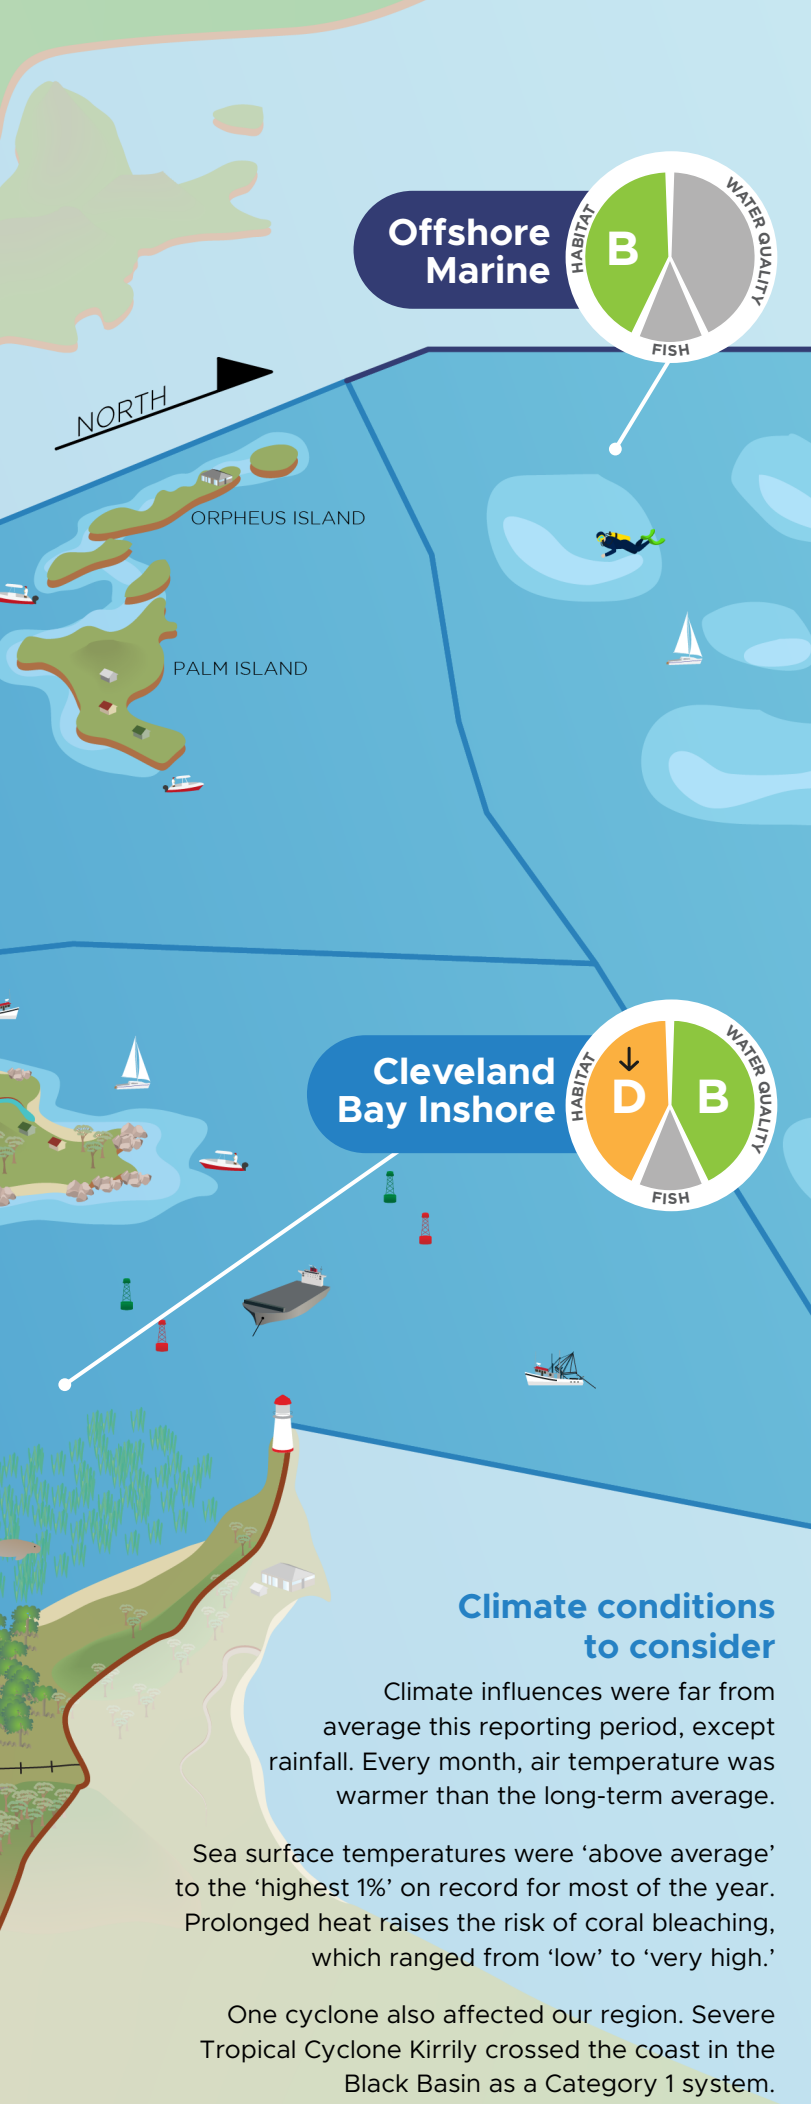 Offshore
Marine
HABITAT
B
WATER QUALITY
FISH
NORTH
ORPHEUS ISLAND
PALM ISLAND
Cleveland
Bay Inshore
HABITAT
D
B
WATER QUALITY
FISH
Climate conditions
to consider
Climate influences were far from
average this reporting period, except
rainfall. Every month, air temperature was
warmer than the long-term average.
Sea surface temperatures were ‘above average’
to the ‘highest 1%’ on record for most of the year.
Prolonged heat raises the risk of coral bleaching,
which ranged from ‘low’ to ‘very high.’
One cyclone also affected our region. Severe
Tropical Cyclone Kirrily crossed the coast in the
Black Basin as a Category 1 system.